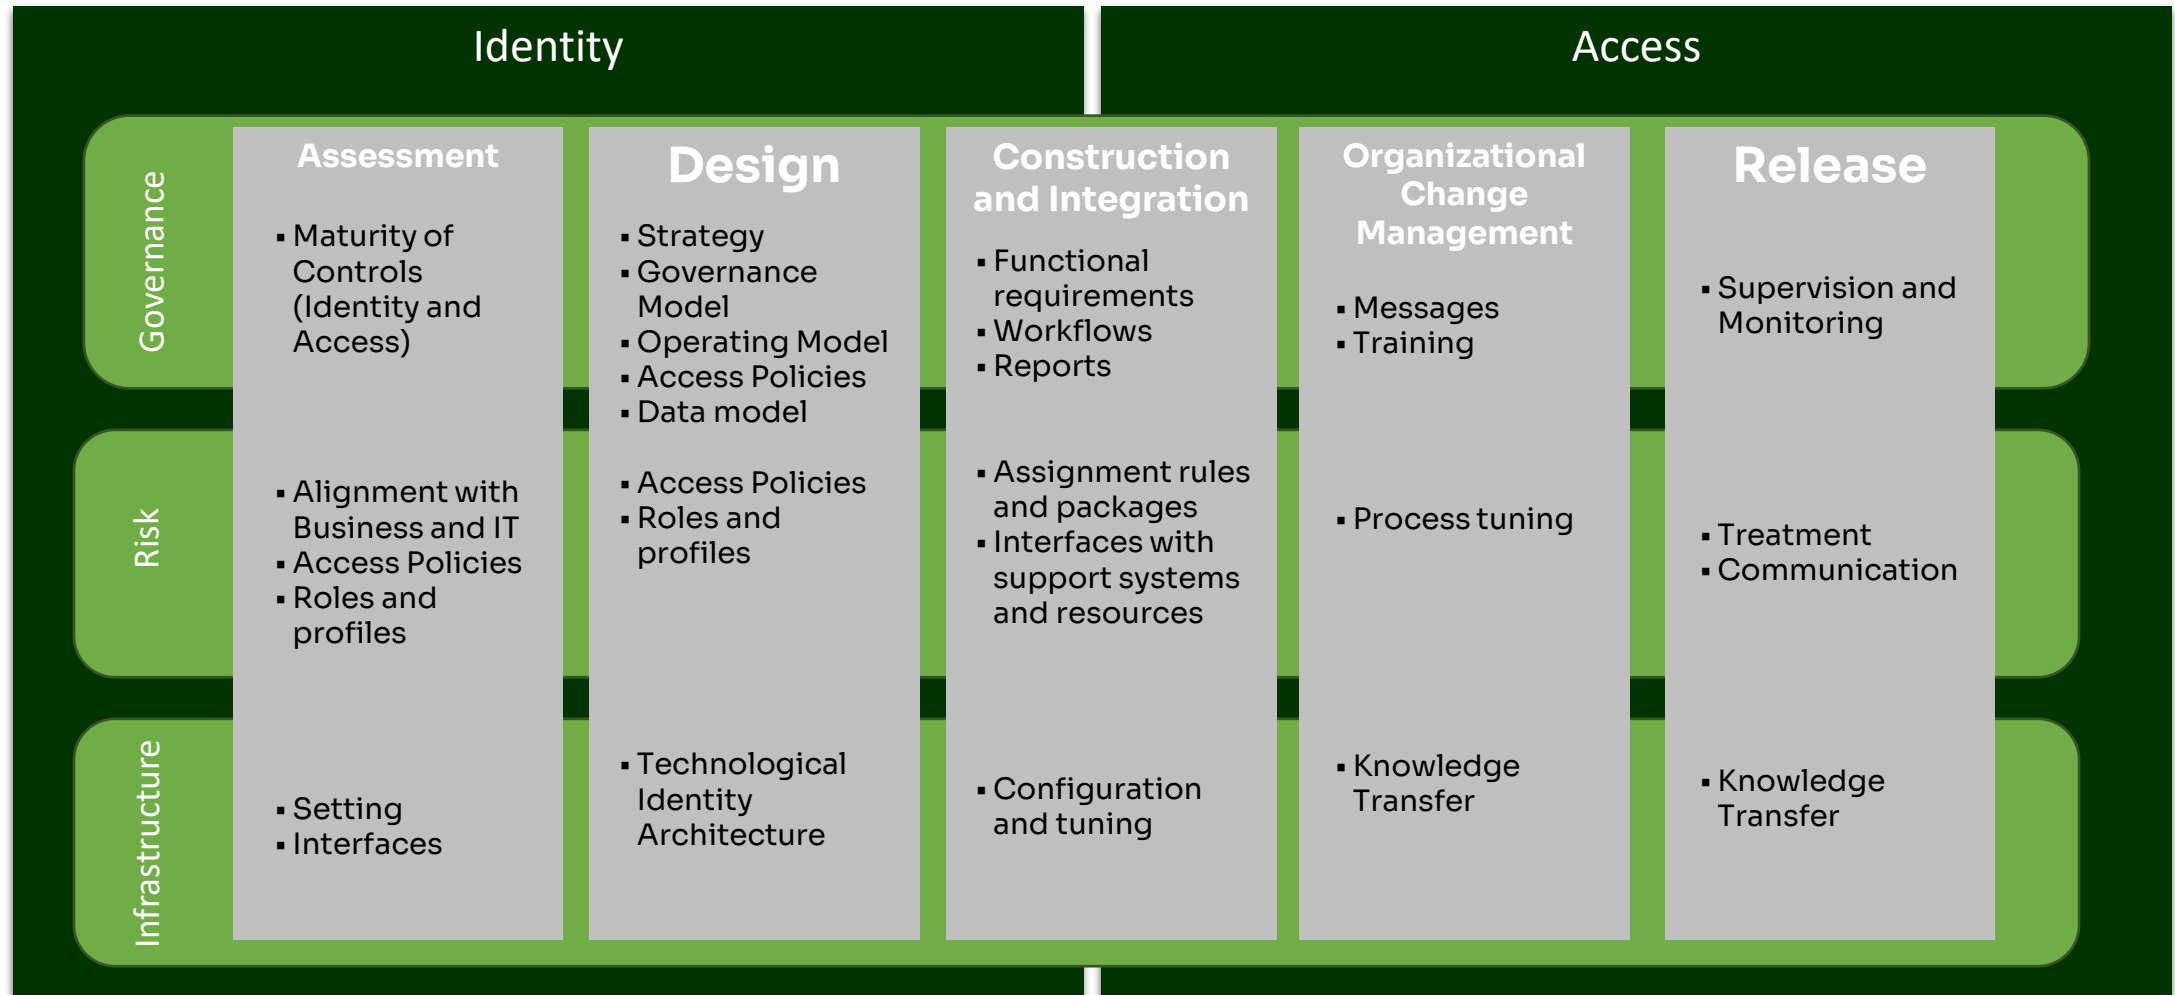 Identity
Access
Governance
Risk
Infrastructure
Assessment
▪ Maturity of
Controls
(Identity and
Access)
▪ Alignment with
Business and IT
▪ Access Policies
▪ Roles and
profiles
▪ Setting
▪ Interfaces
Design
▪ Strategy
▪ Governance
Model
▪ Operating Model
▪ Access Policies
▪ Data model
▪ Access Policies
▪ Roles and
profiles
▪ Technological
Identity
Architecture
Construction
and Integration
▪ Functional
requirements
▪ Workflows
▪ Reports
▪ Assignment rules
and packages
▪ Interfaces with
support systems
and resources
▪ Configuration
and tuning
Organizational
Change
Management
▪ Messages
▪ Training
▪ Process tuning
▪ Knowledge
Transfer
Release
▪ Supervision and
Monitoring
▪ Treatment
▪ Communication
▪ Knowledge
Transfer